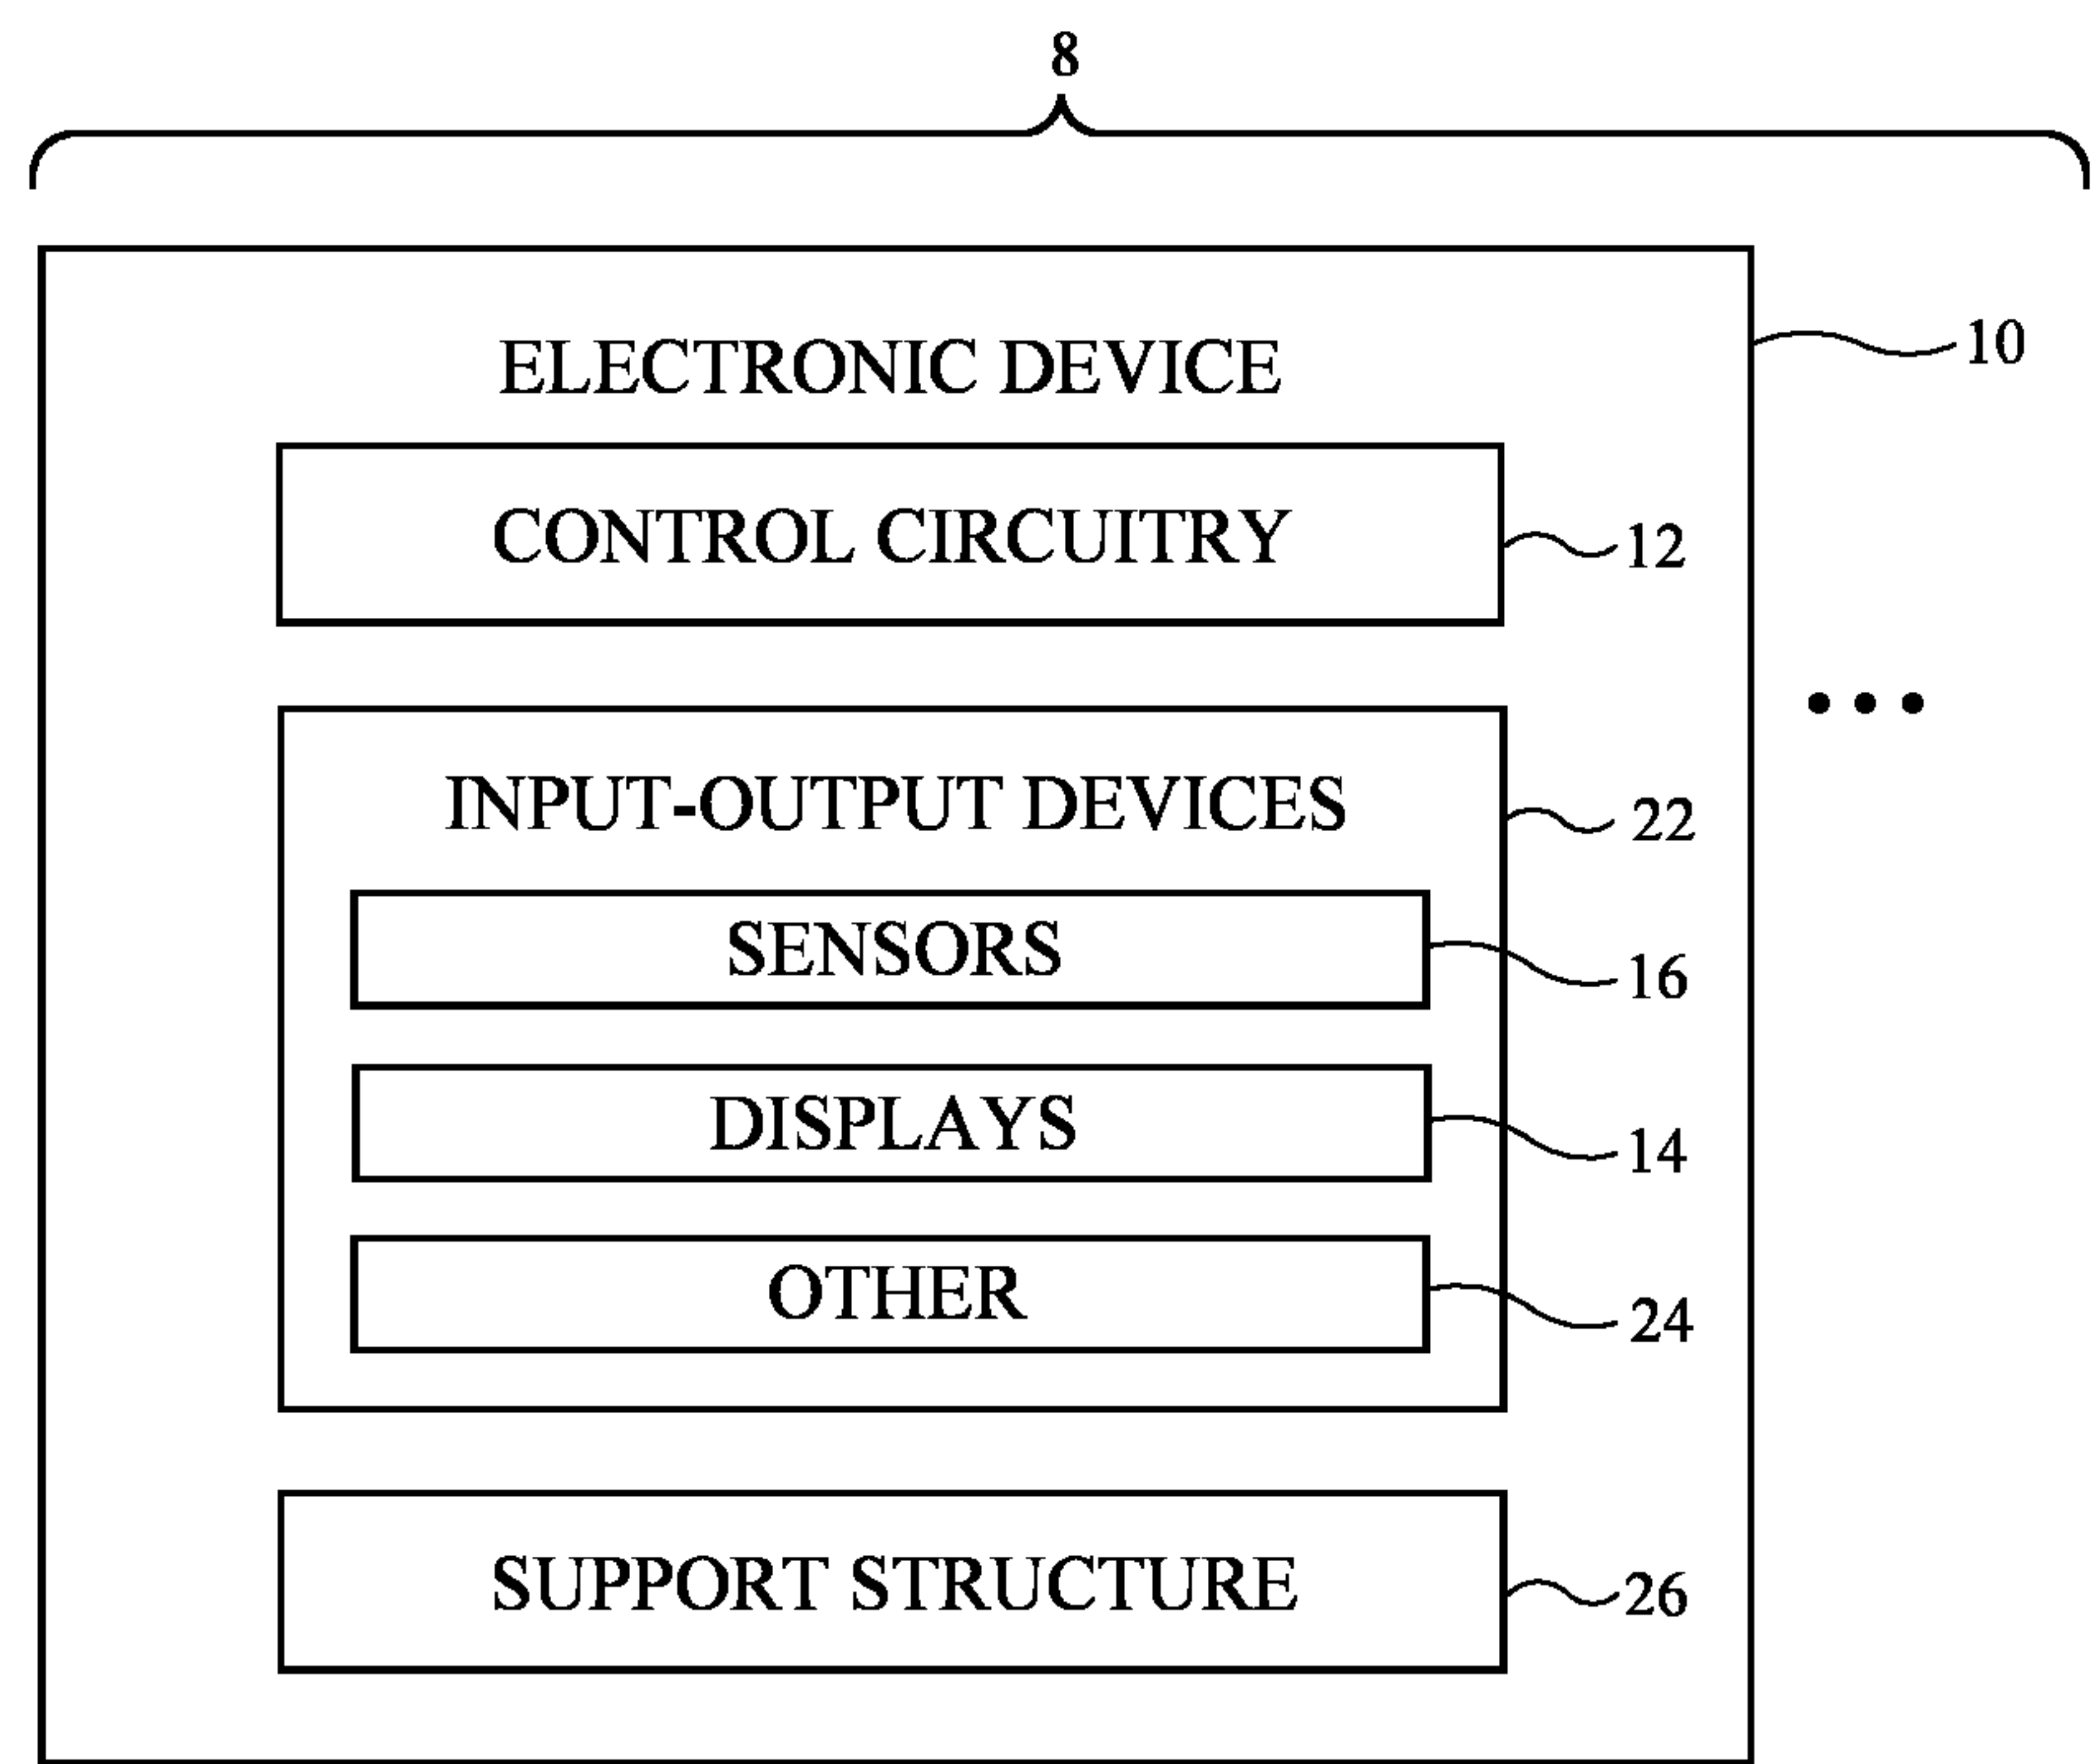 8
ELECTRONIC DEVICE
10
CONTROL CIRCUITRY
12
•••
INPUT-OUTPUT DEVICES
22
SENSORS
16
DISPLAYS
14
OTHER
24
SUPPORT STRUCTURE
26